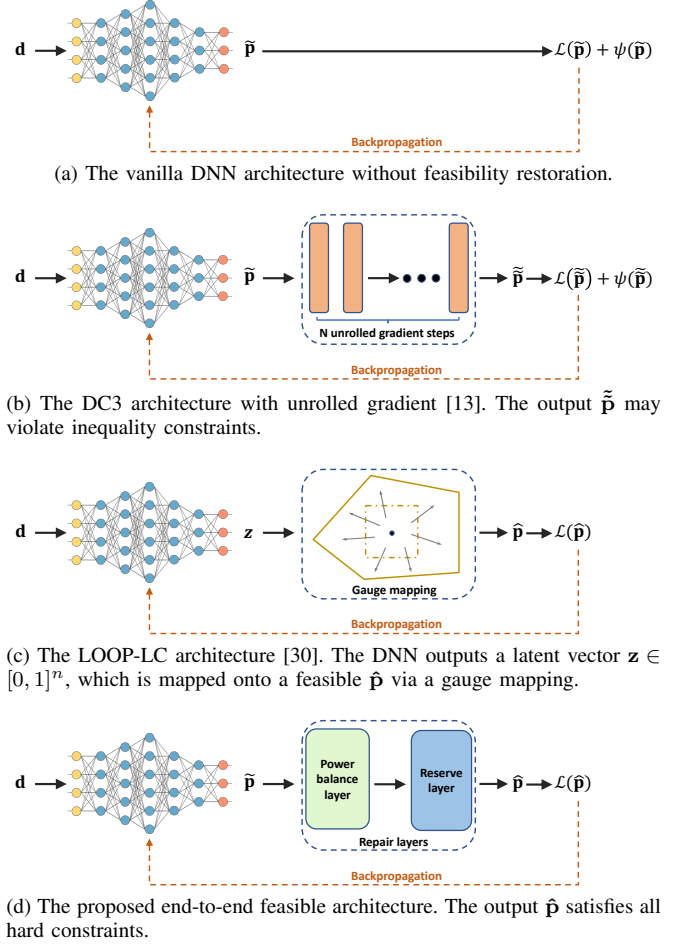 d p̃ ℒ(p̃) + ψ(p̃)
Backpropagation
(a) The vanilla DNN architecture without feasibility restoration.
d p̃ p̃̃ ℒ(p̃̃) + ψ(p̃̃)
N unrolled gradient steps
Backpropagation
(b) The DC3 architecture with unrolled gradient [13]. The output p̃̃ may
violate inequality constraints.
d z p̂ ℒ(p̂)
Gauge mapping
Backpropagation
(c) The LOOP-LC architecture [30]. The DNN outputs a latent vector z ∈
[0, 1]ⁿ, which is mapped onto a feasible p̂ via a gauge mapping.
d p̃ Power
balance
layer
Reserve
layer
p̂ ℒ(p̂)
Repair layers
Backpropagation
(d) The proposed end-to-end feasible architecture. The output p̂ satisfies all
hard constraints.